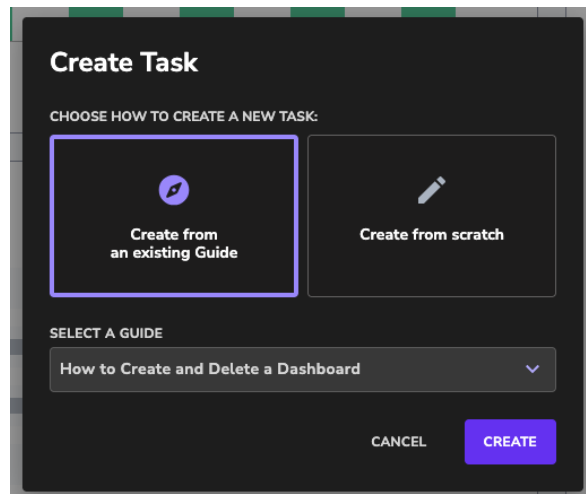 Create Task
CHOOSE HOW TO CREATE A NEW TASK:
Create from
an existing Guide
Create from scratch
SELECT A GUIDE
How to Create and Delete a Dashboard
CANCEL
CREATE